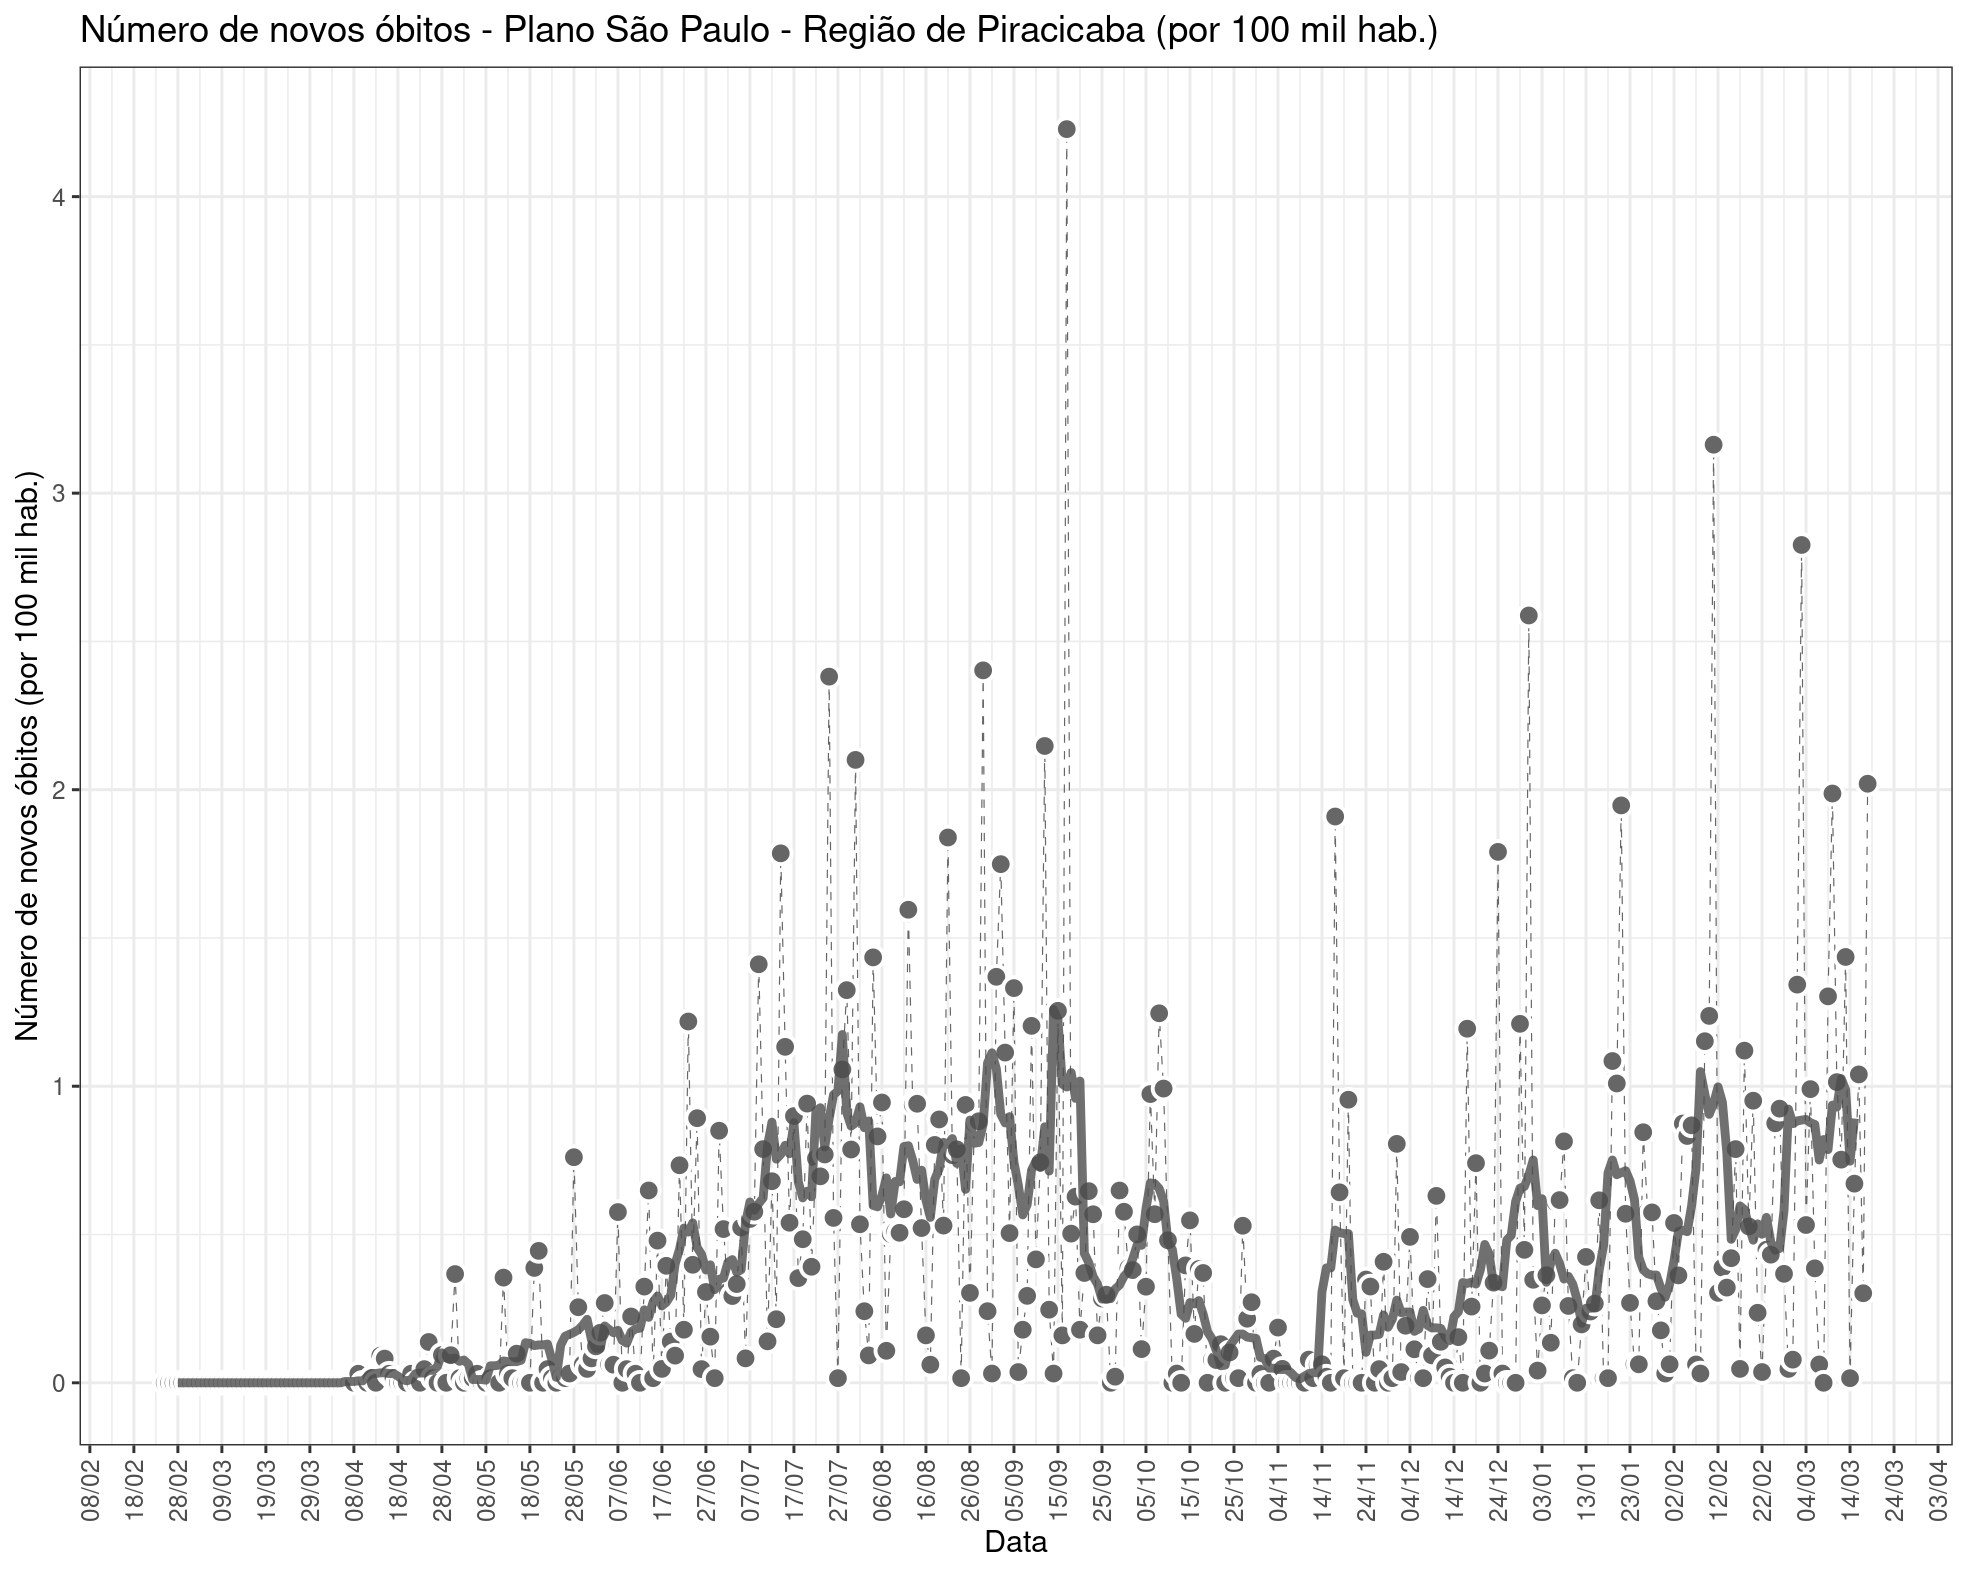 Número de novos óbitos - Plano São Paulo - Região de Piracicaba (por 100 mil hab.)
Número de novos óbitos (por 100 mil hab.)
4
3
2
1
0
08/02 18/02 28/02 09/03 19/03 29/03 08/04 18/04 28/04 08/05 18/05 28/05 07/06 17/06 27/06 07/07 17/07 27/07 06/08 16/08 26/08 05/09 15/09 25/09 05/10 15/10 25/10 04/11 14/11 24/11 04/12 14/12 24/12 03/01 13/01 23/01 02/02 12/02 22/02 04/03 14/03 24/03 03/04
Data